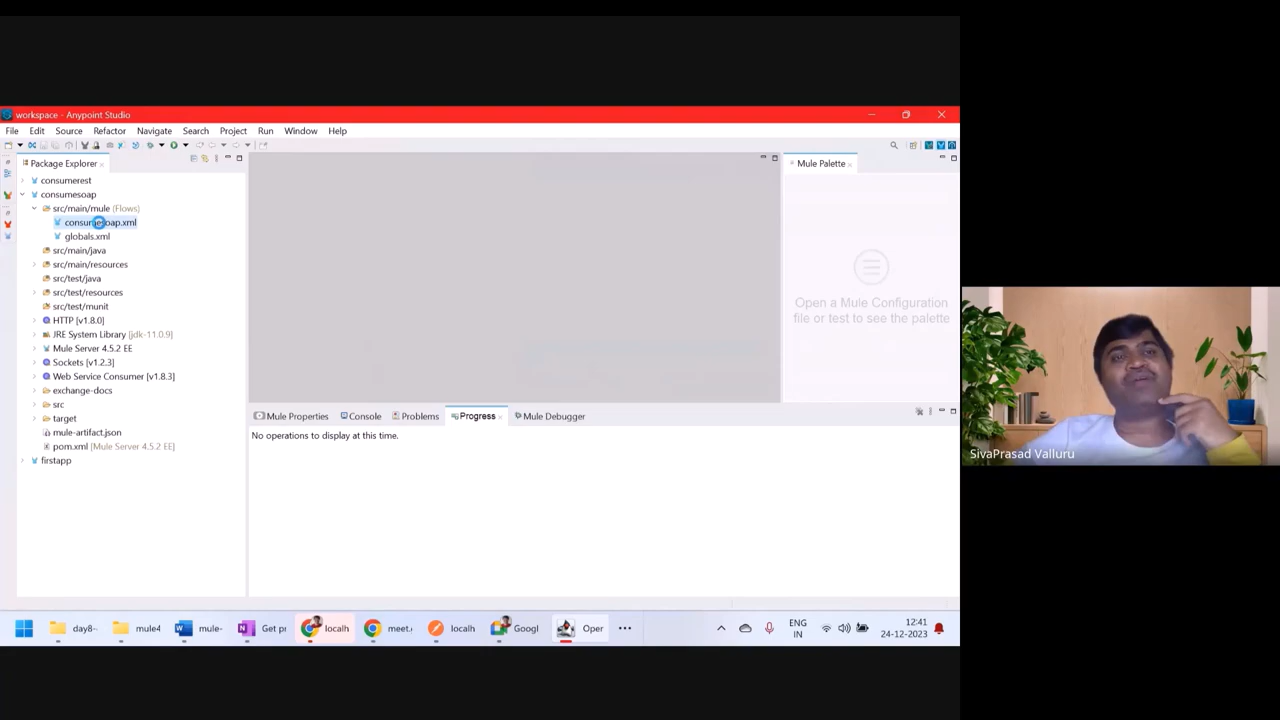 workspace - Anypoint Studio
File Edit Source Refactor Navigate Search Project Run Window Help
Package Explorer
Mule Palette
consumerest
consumesoap
src/main/mule (Flows)
globals.xml
src/main/java
src/main/resources
src/test/java
src/test/resources
src/test/munit
HTTP [v1.8.0]
JRE System Library [jdk-11.0.9]
Mule Server 4.5.2 EE
Sockets [v1.2.3]
Web Service Consumer [v1.8.3]
exchange-docs
src
target
mule-artifact.json
pom.xml [Mule Server 4.5.2 EE]
firstapp
Open a Mule Configuration
file or test to see the palette
Mule Properties Console Problems Progress Mule Debugger
No operations to display at this time.
SivaPrasad Valluru
day8- mule4 mule- Get pr localh meet. localh Googl Oper
ENG
IN
12:41
24-12-2023